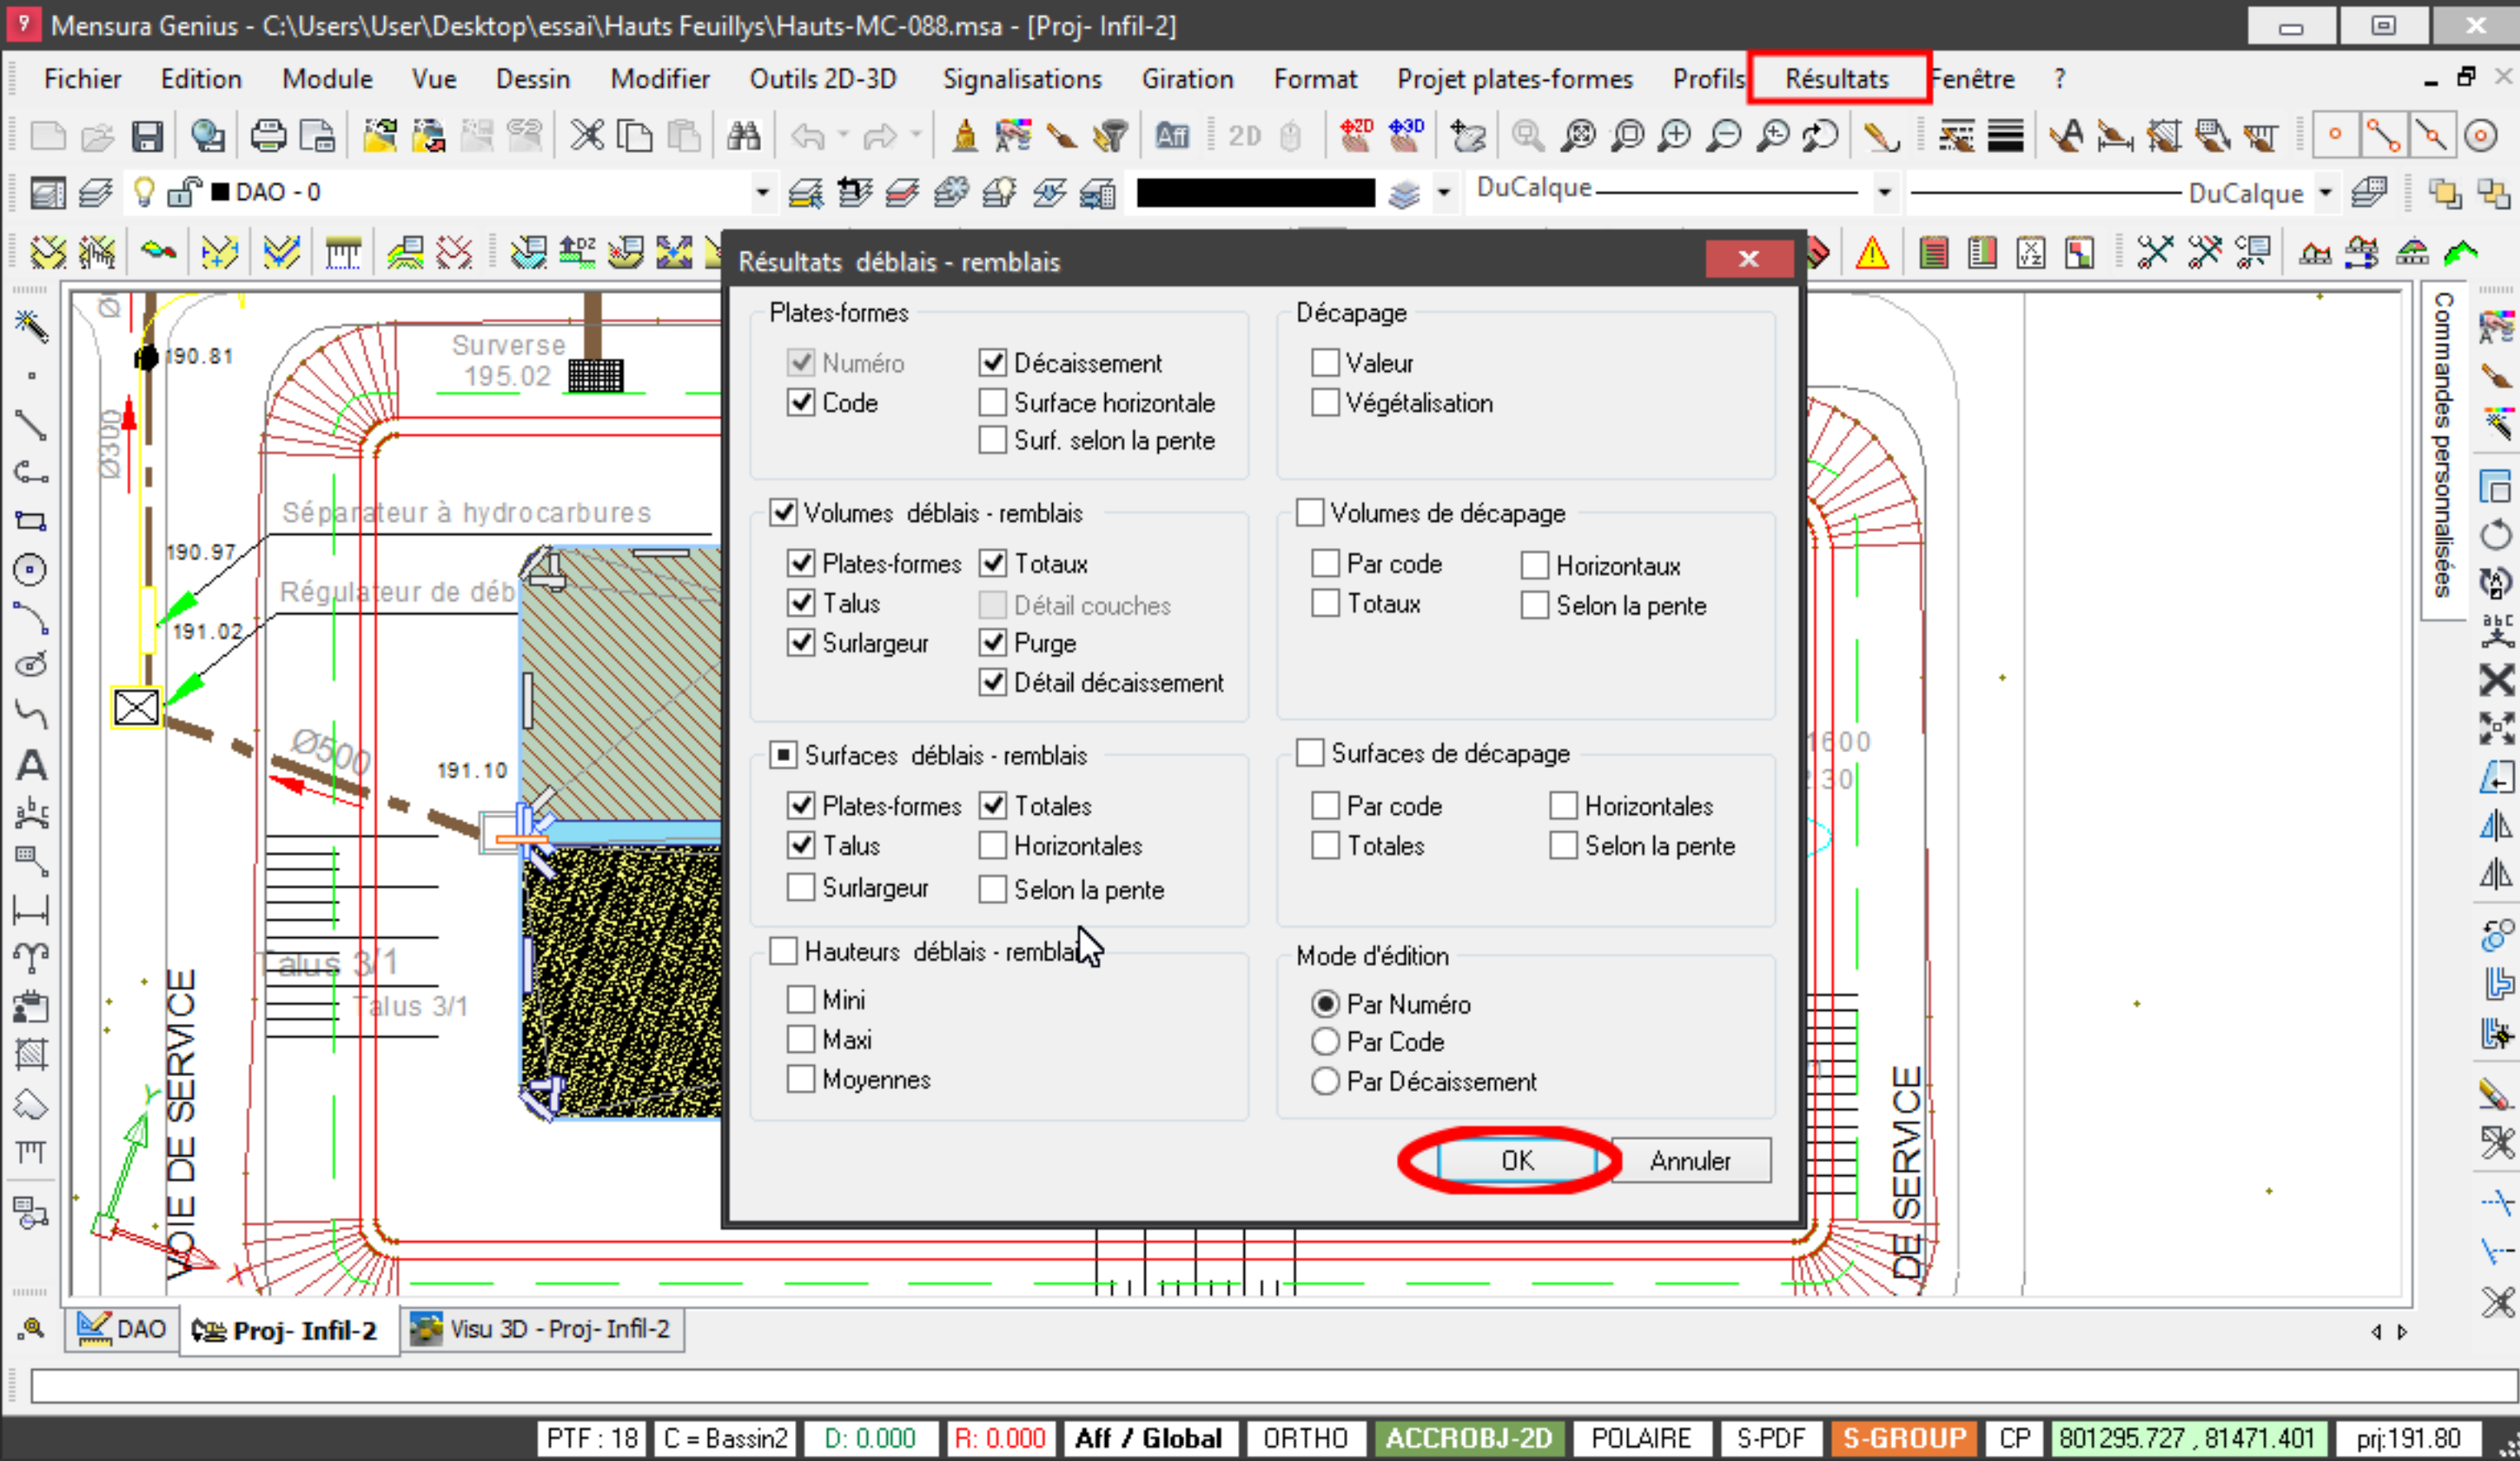 Mensura Genius - C:\Users\User\Desktop\essai\Hauts Feuillys\Hauts-MC-088.msa - [Proj- Infil-2]
Fichier Edition Module Vue Dessin Modifier Outils 2D-3D Signalisations Giration Format Projet plates-formes Profils Résultats Fenêtre ?
Aff 2D 2D 3D
DAO - 0 DuCalque DuCalque
DZ
Résultats déblais - remblais
Plates-formes Décapage
Numéro Décaissement Valeur
Code Surface horizontale Végétalisation
Surf. selon la pente
Volumes déblais - remblais Volumes de décapage
Plates-formes Totaux Par code Horizontaux
Talus Détail couches Totaux Selon la pente
Surlargeur Purge
Détail décaissement
Surfaces déblais - remblais Surfaces de décapage
Plates-formes Totales Par code Horizontales
Talus Horizontales Totales Selon la pente
Surlargeur Selon la pente
Hauteurs déblais - remblai
Mini
Maxi
Moyennes
Mode d'édition
Par Numéro
Par Code
Par Décaissement
OK Annuler
190.81
Surverse
195.02
Ø300
Séparateur à hydrocarbures
190.97
Régulateur de déb
191.02
Ø500
191.10
Talus 3/1
Talus 3/1
VOIE DE SERVICE
Y
X
1600
DE SERVICE
Commandes personnalisées
DAO Proj- Infil-2 Visu 3D - Proj- Infil-2
PTF : 18 C = Bassin2 D: 0.000 R: 0.000 Aff / Global ORTHO ACCROBJ-2D POLAIRE S-PDF S-GROUP CP 801295.727 , 81471.401 prj:191.80